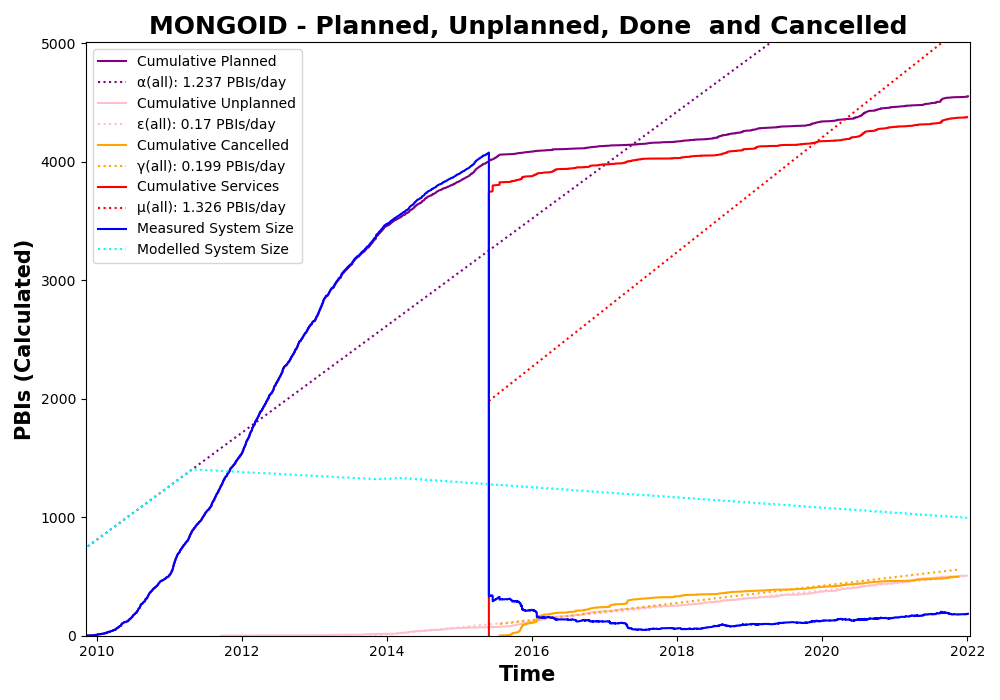 MONGOID - Planned, Unplanned, Done  and Cancelled
5000
4000
3000
2000
1000
0
PBIs (Calculated)
Cumulative Planned
α(all): 1.237 PBIs/day
Cumulative Unplanned
ε(all): 0.17 PBIs/day
Cumulative Cancelled
γ(all): 0.199 PBIs/day
Cumulative Services
μ(all): 1.326 PBIs/day
Measured System Size
Modelled System Size
2010 2012 2014 2016 2018 2020 2022
Time